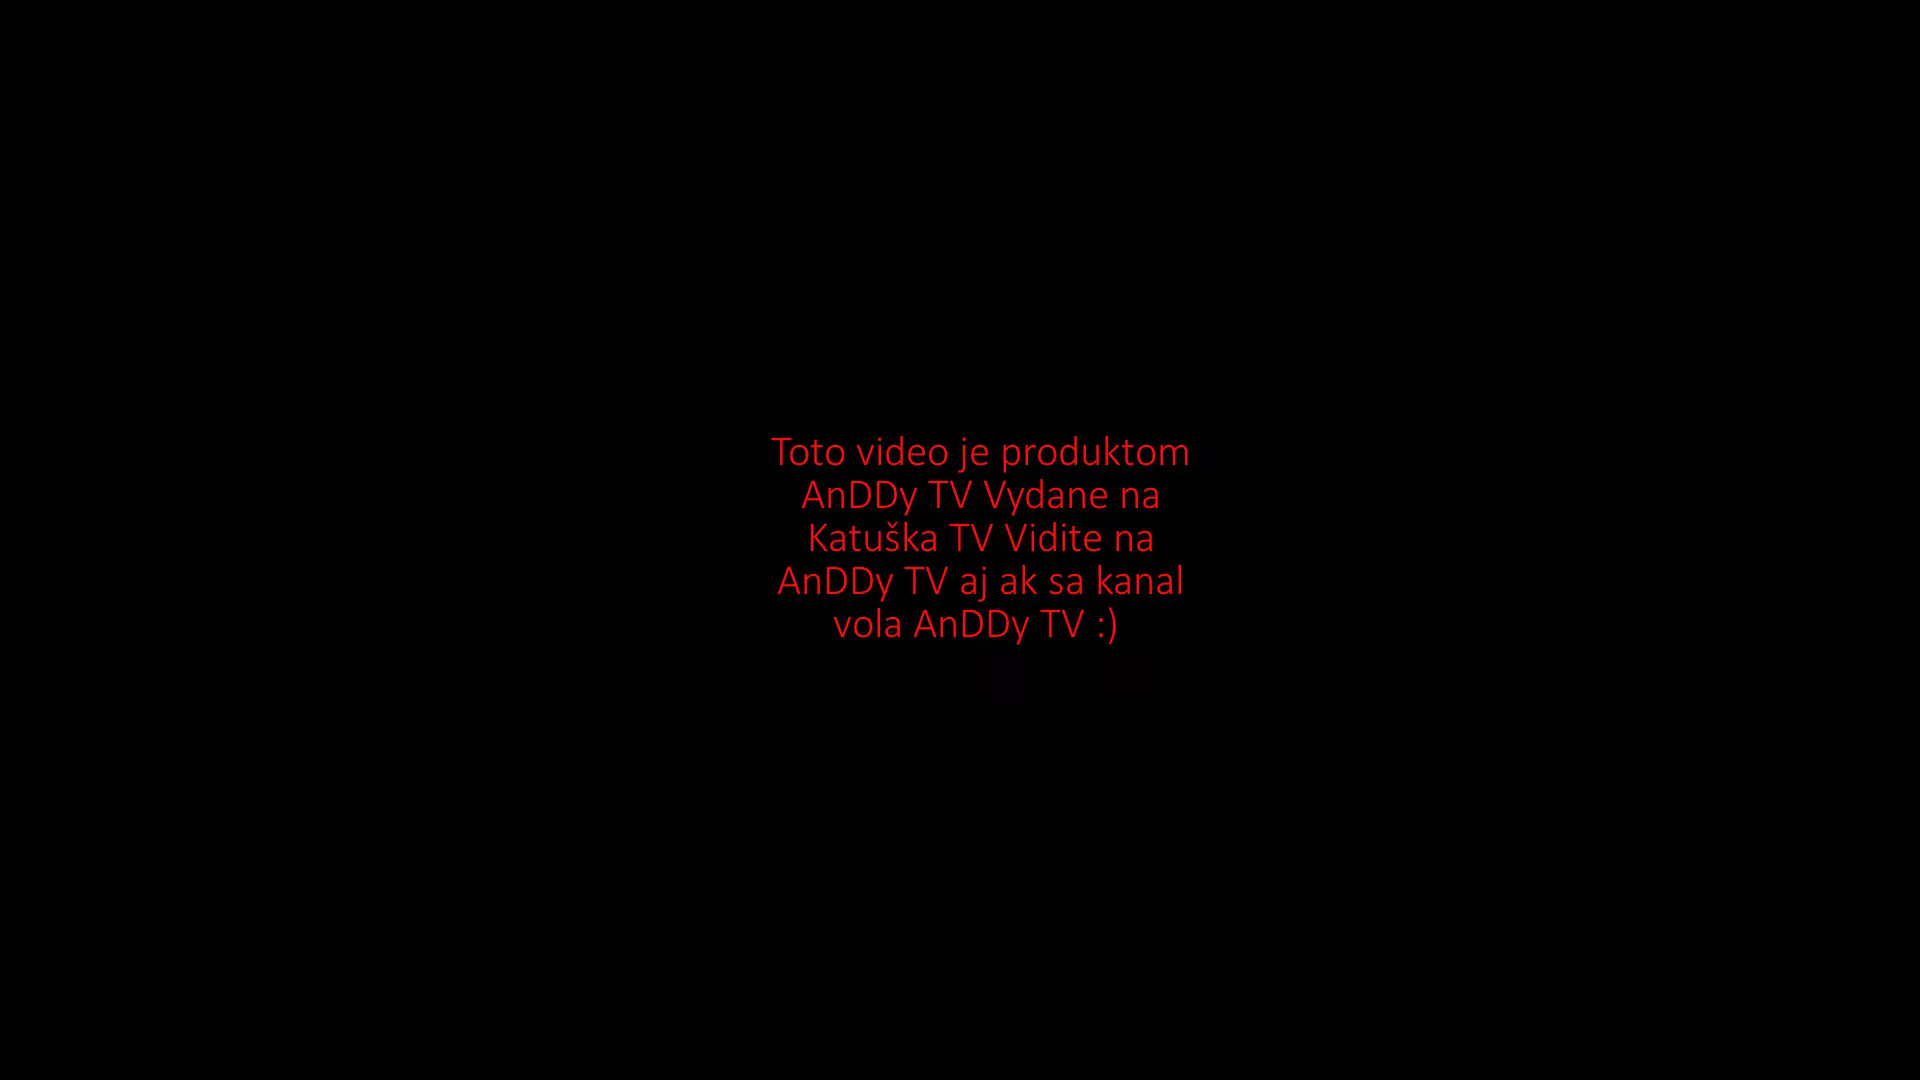 Toto video je produktom
AnDDy TV Vydane na
Katuška TV Vidite na
AnDDy TV aj ak sa kanal
vola AnDDy TV :)